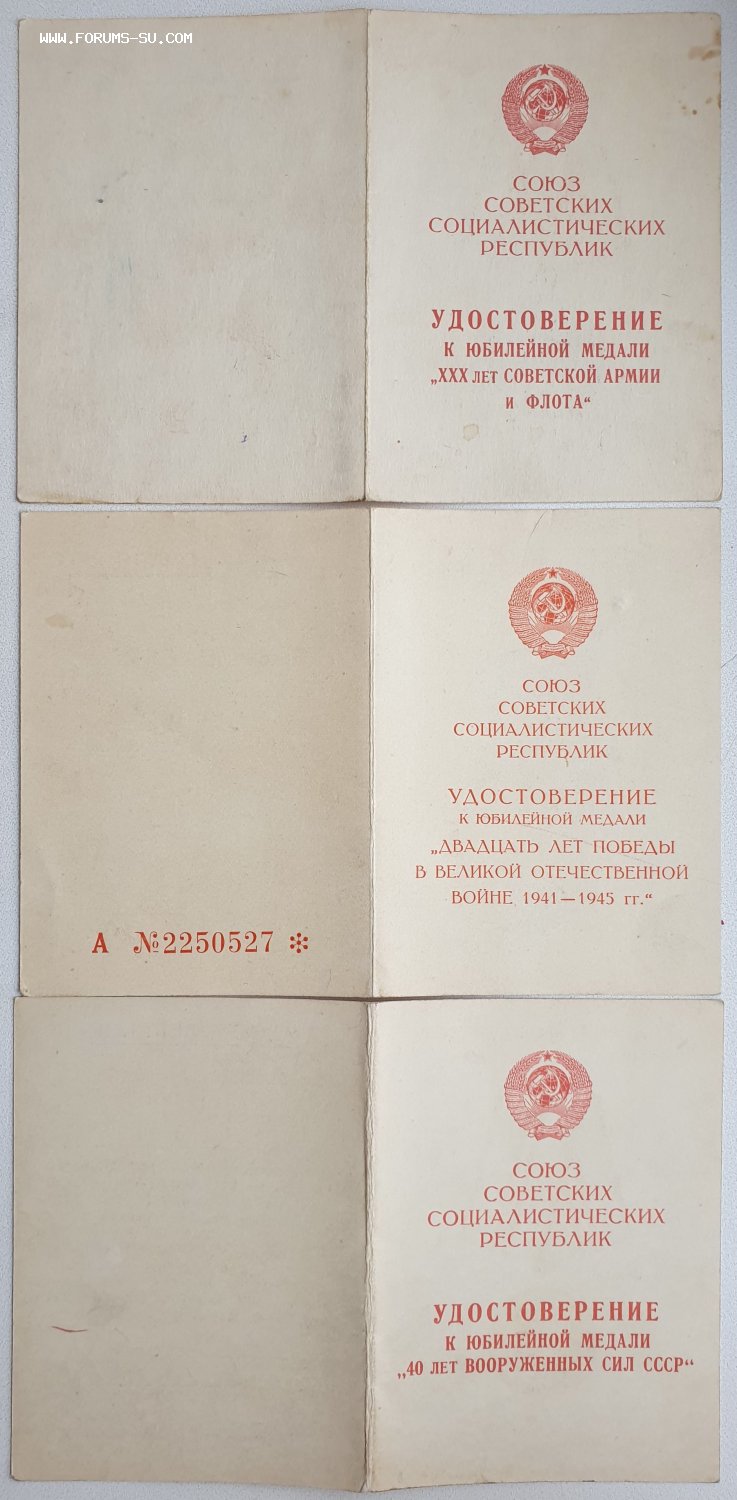 WWW.FORUMS-SU.COM
СОЮЗ
СОВЕТСКИХ
СОЦИАЛИСТИЧЕСКИХ
РЕСПУБЛИК
УДОСТОВЕРЕНИЕ
К ЮБИЛЕЙНОЙ МЕДАЛИ
„XXX ЛЕТ СОВЕТСКОЙ АРМИИ
И ФЛОТА“
СОЮЗ
СОВЕТСКИХ
СОЦИАЛИСТИЧЕСКИХ
РЕСПУБЛИК
УДОСТОВЕРЕНИЕ
К ЮБИЛЕЙНОЙ МЕДАЛИ
„ДВАДЦАТЬ ЛЕТ ПОБЕДЫ
В ВЕЛИКОЙ ОТЕЧЕСТВЕННОЙ
ВОЙНЕ 1941—1945 гг.“
А №2250527 *
СОЮЗ
СОВЕТСКИХ
СОЦИАЛИСТИЧЕСКИХ
РЕСПУБЛИК
УДОСТОВЕРЕНИЕ
К ЮБИЛЕЙНОЙ МЕДАЛИ
„40 ЛЕТ ВООРУЖЕННЫХ СИЛ СССР“